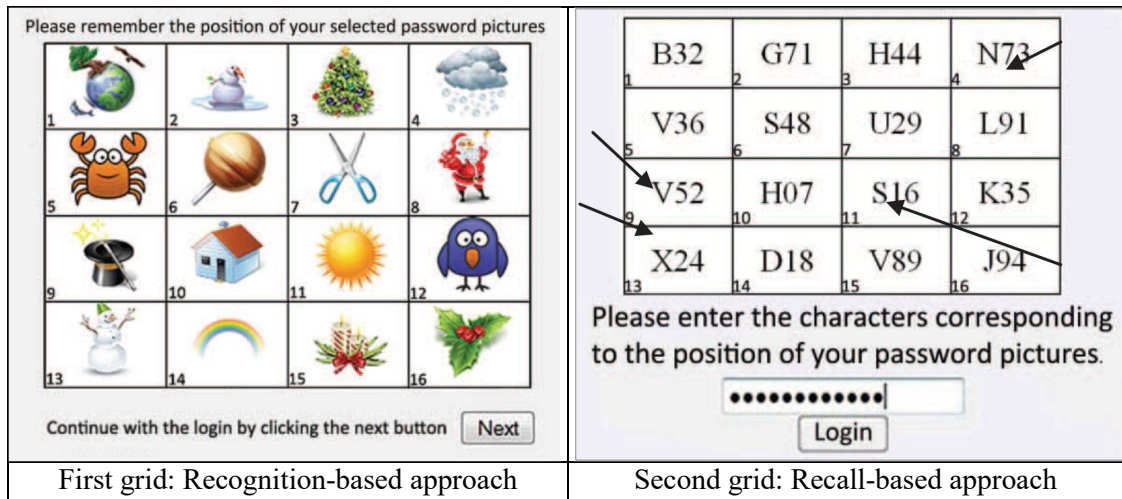 Please remember the position of your selected password pictures
1 2 3 4
5 6 7 8
9 10 11 12
13 14 15 16
Continue with the login by clicking the next button Next
First grid: Recognition-based approach
B32 G71 H44 N73
1 2 3 4
V36 S48 U29 L91
5 6 7 8
V52 H07 S16 K35
9 10 11 12
X24 D18 V89 J94
13 14 15 16
Please enter the characters corresponding
to the position of your password pictures.
Login
Second grid: Recall-based approach